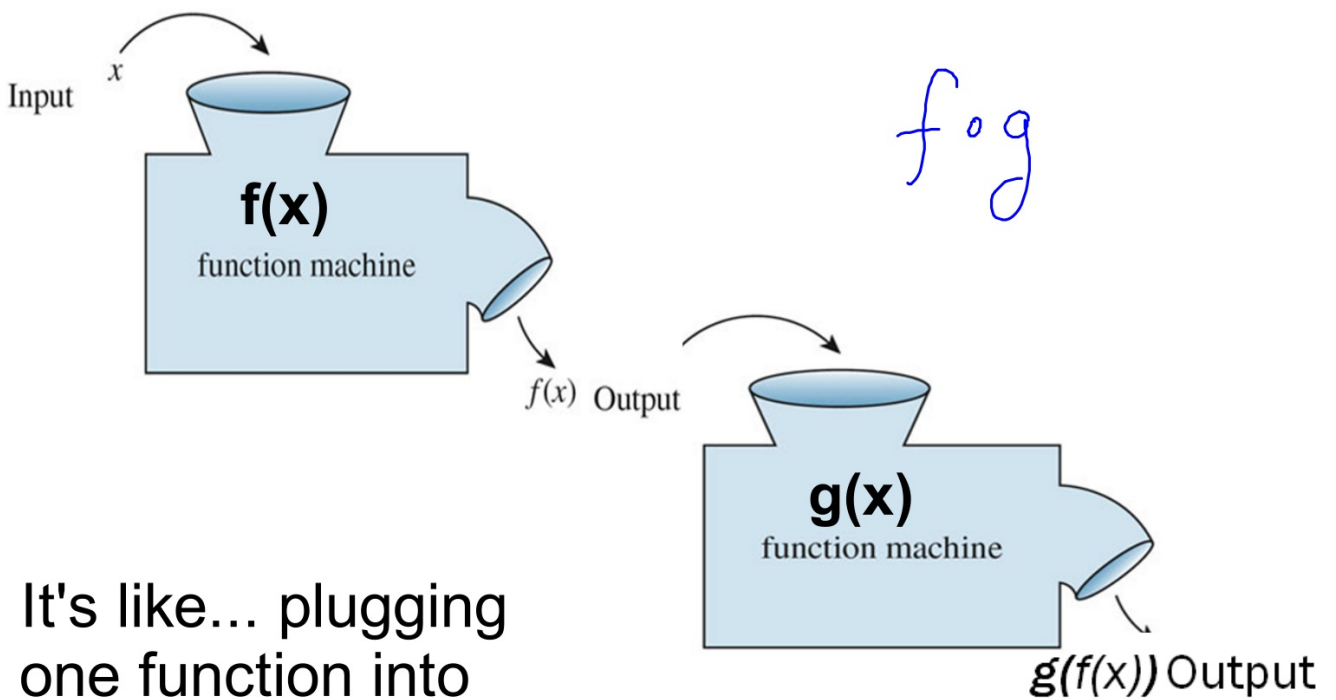 Input x
f∘g
f(x)
function machine
f(x) Output
g(x)
function machine
It's like... plugging
one function into
g(f(x)) Output